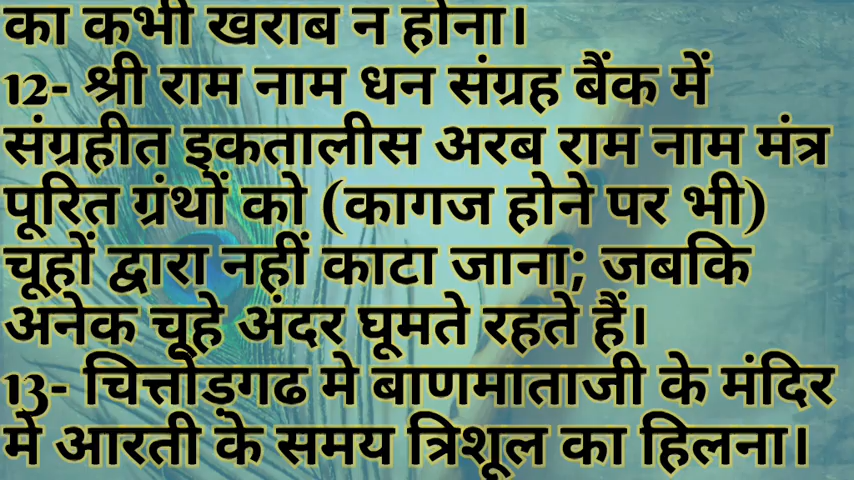 का कभी खराब न होना।
12- श्री राम नाम धन संग्रह बैंक में
संग्रहीत इकतालीस अरब राम नाम मंत्र
पूरित ग्रंथों को (कागज होने पर भी)
चूहों द्वारा नहीं काटा जाना; जबकि
अनेक चूहे अंदर घूमते रहते हैं।
13- चित्तोड़गढ मे बाणमाताजी के मंदिर
मे आरती के समय त्रिशूल का हिलना।